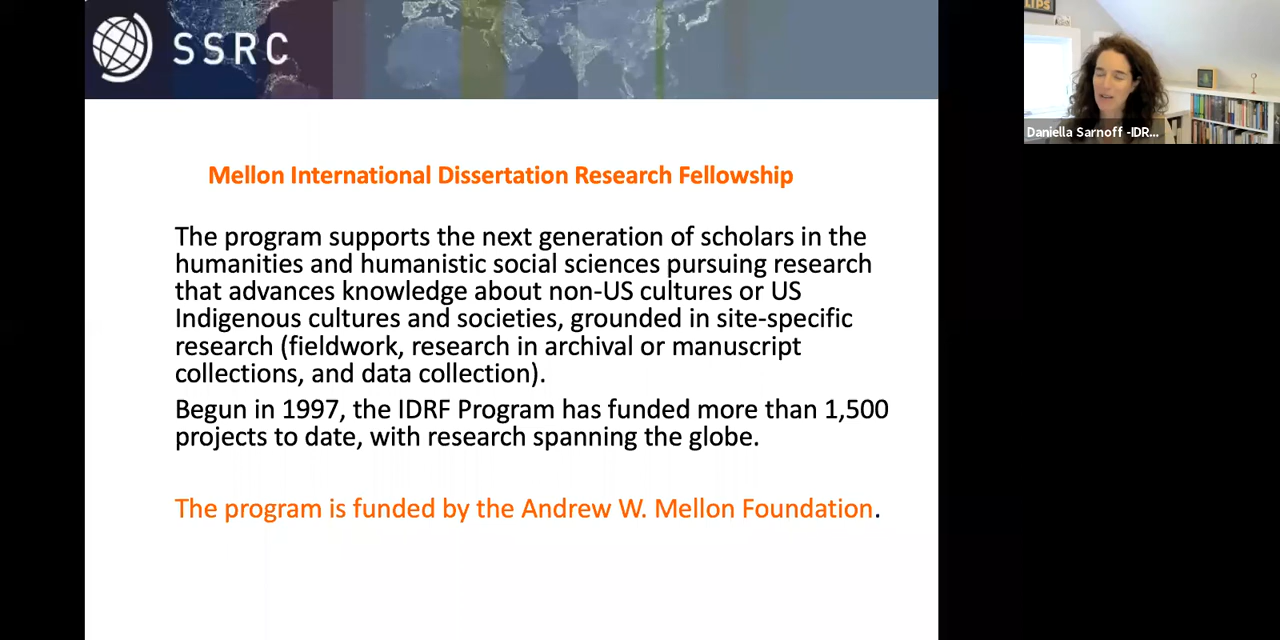 SSRC
Mellon International Dissertation Research Fellowship
The program supports the next generation of scholars in the
humanities and humanistic social sciences pursuing research
that advances knowledge about non-US cultures or US
Indigenous cultures and societies, grounded in site-specific
research (fieldwork, research in archival or manuscript
collections, and data collection).
Begun in 1997, the IDRF Program has funded more than 1,500
projects to date, with research spanning the globe.
The program is funded by the Andrew W. Mellon Foundation.
LIPS
Daniella Sarnoff -IDR...